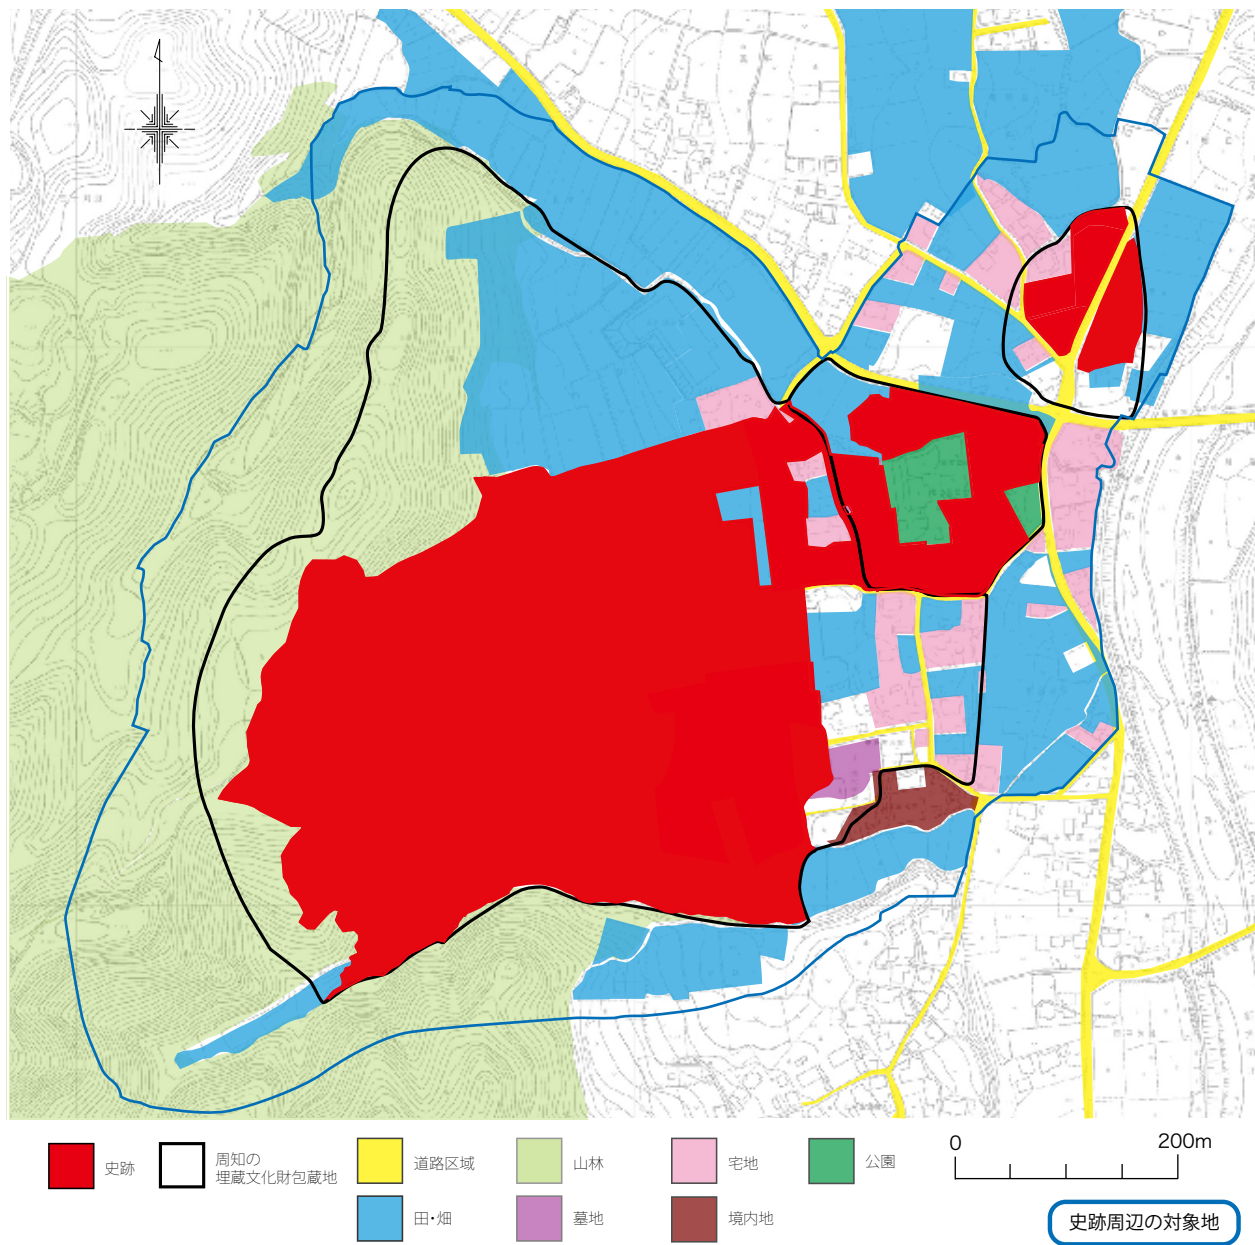 史跡
周知の
埋蔵文化財包蔵地
道路区域
山林
宅地
公園
田・畑
墓地
境内地
0
200m
史跡周辺の対象地